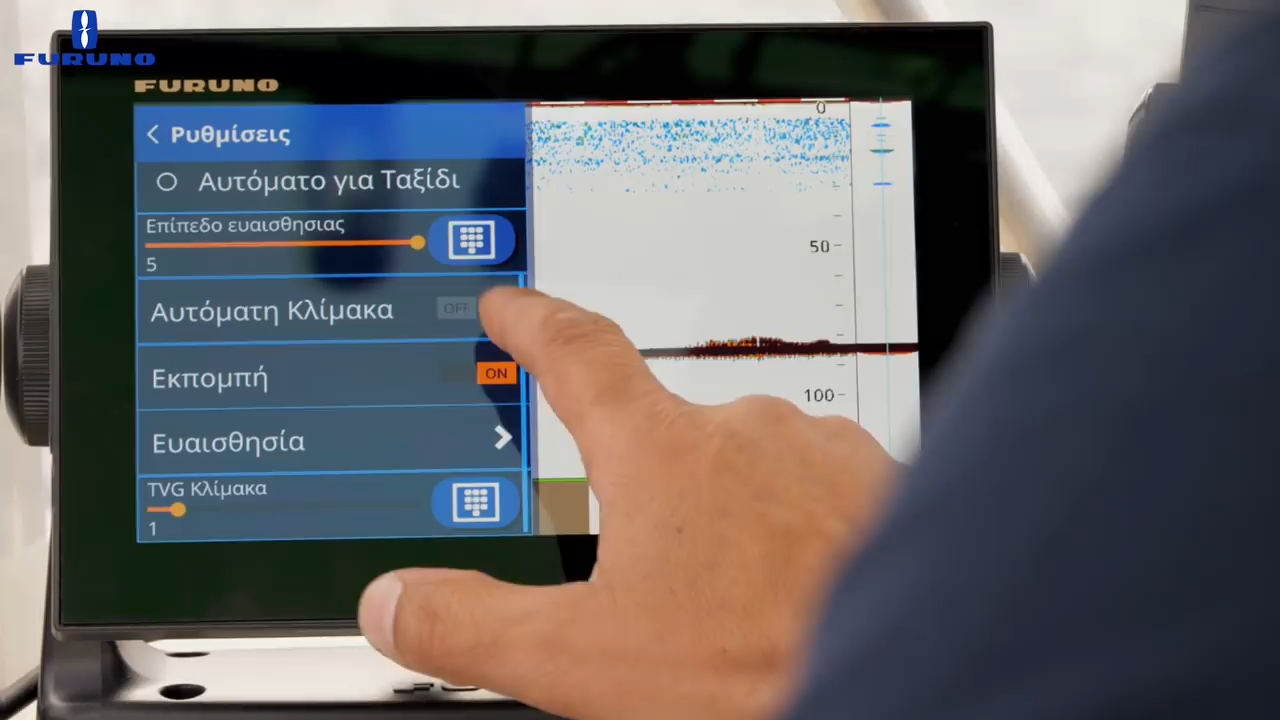 FURUNO
FURUNO
Ρυθμίσεις
Αυτόματο για Ταξίδι
Επίπεδο ευαισθησιας
5
Αυτόματη Κλίμακα OFF
Εκπομπή ON
Ευαισθησία
TVG Κλίμακα
1
0
50
100